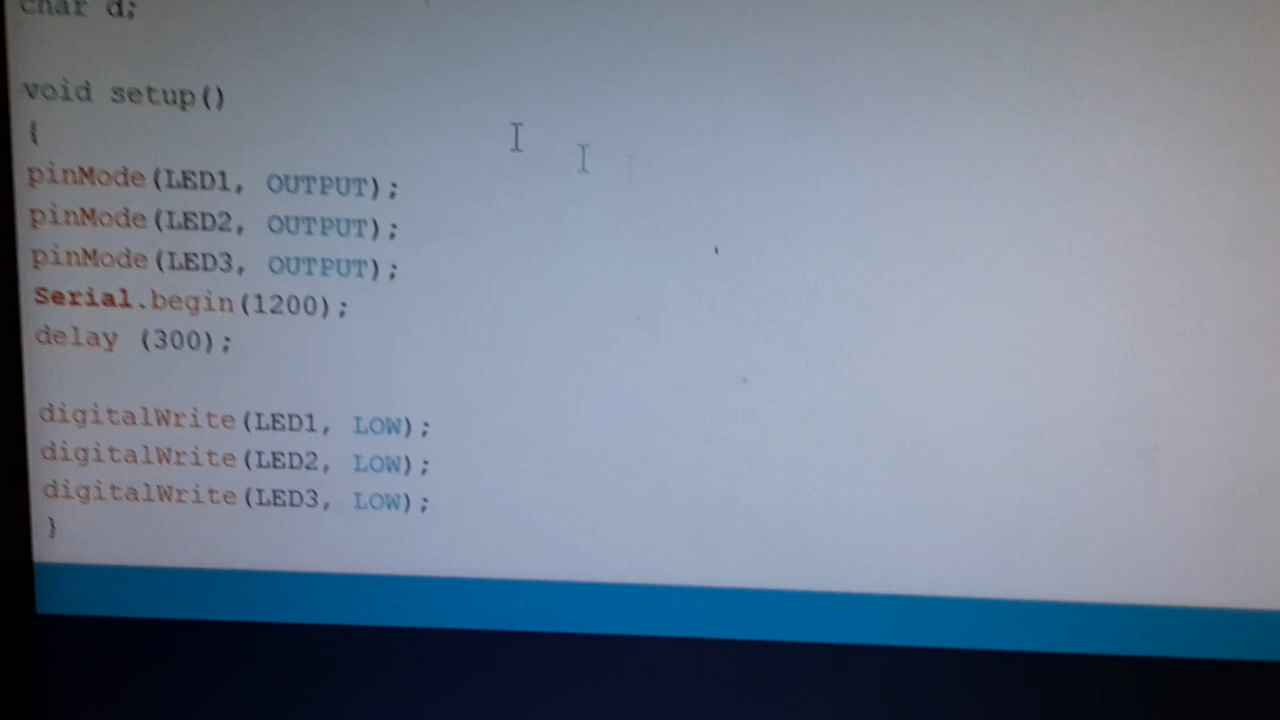 char d;
void setup()
{
pinMode(LED1, OUTPUT);
pinMode(LED2, OUTPUT);
pinMode(LED3, OUTPUT);
Serial.begin(1200);
delay (300);
digitalWrite(LED1, LOW);
digitalWrite(LED2, LOW);
digitalWrite(LED3, LOW);
}